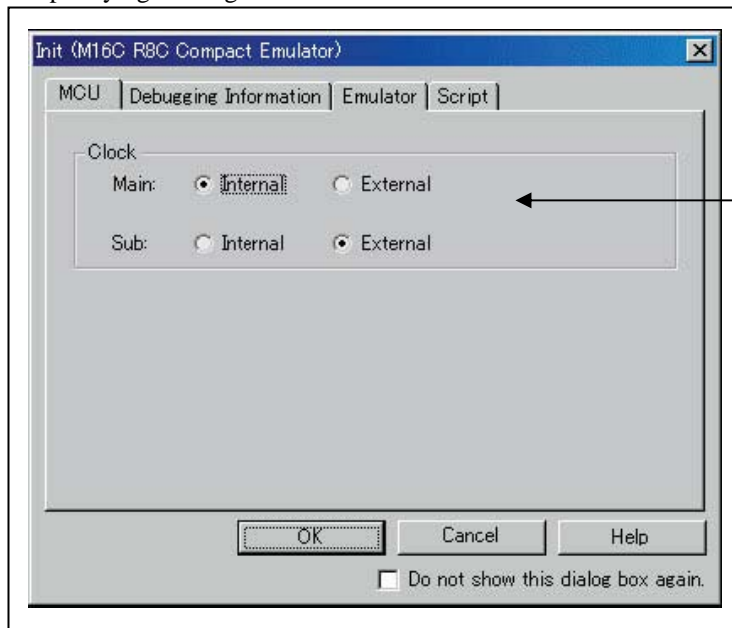 Init (M16C R8C Compact Emulator)
MCU Debugging Information Emulator Script
Clock
Main: Internal External
Sub: Internal External
OK Cancel Help
Do not show this dialog box again.